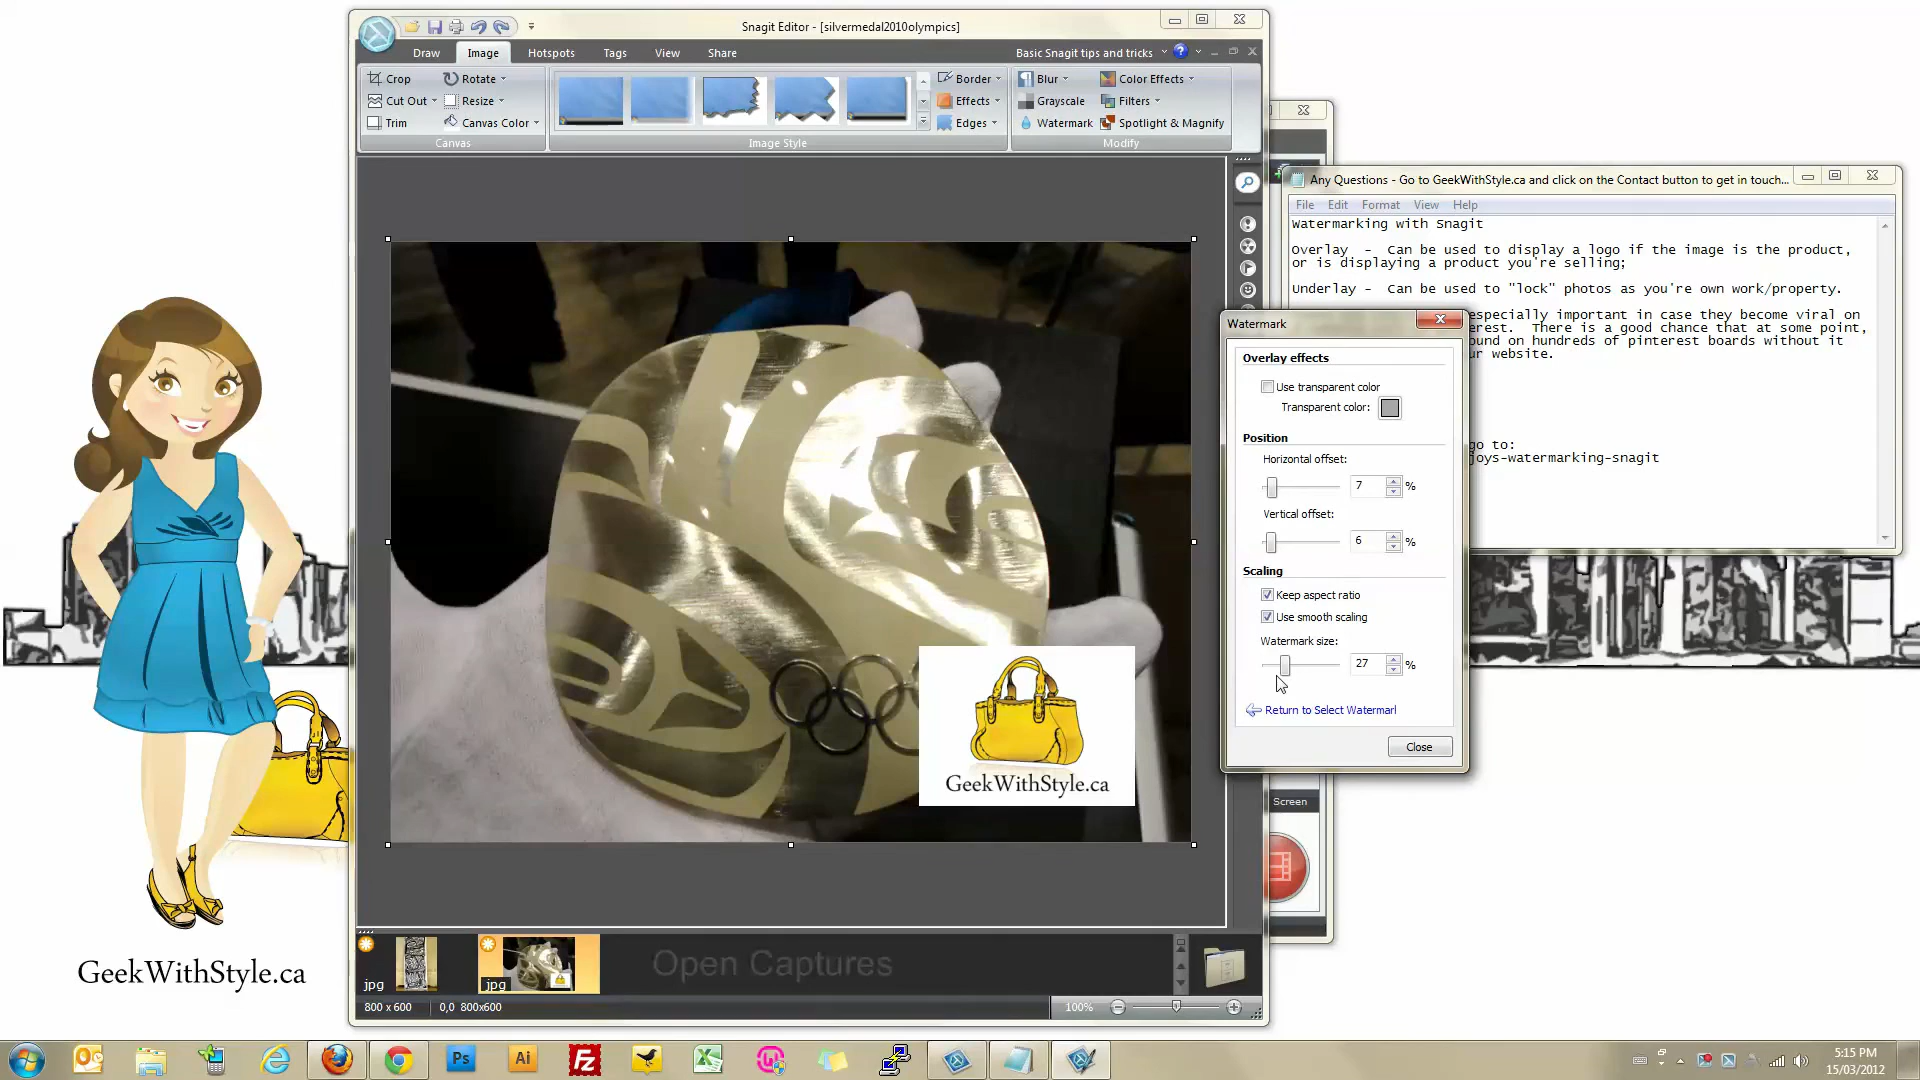 Snagit Editor - [silvermedal2010olympics]
Draw
Image
Hotspots
Tags
View
Share
Basic Snagit tips and tricks
Crop
Rotate
Cut Out
Resize
Trim
Canvas Color
Canvas
Border
Effects
Edges
Image Style
Blur
Color Effects
Grayscale
Filters
Watermark
Spotlight & Magnify
Modify
Any Questions - Go to GeekWithStyle.ca and click on the Contact button to get in touch...
File Edit Format View Help
Watermarking with Snagit
Overlay - Can be used to display a logo if the image is the product,
or is displaying a product you're selling;
Underlay - Can be used to "lock" photos as you're own work/property.
especially important in case they become viral on
erest. There is a good chance that at some point,
ound on hundreds of pinterest boards without it
ur website.
go to:
joys-watermarking-snagit
Watermark
Overlay effects
Use transparent color
Transparent color:
Position
Horizontal offset:
7 %
Vertical offset:
6 %
Scaling
Keep aspect ratio
Use smooth scaling
Watermark size:
27 %
Return to Select Watermarl
Close
Screen
GeekWithStyle.ca
GeekWithStyle.ca
jpg
jpg
Open Captures
800 x 600
0,0 800x600
100%
Ps
Ai
Fz
5:15 PM
15/03/2012